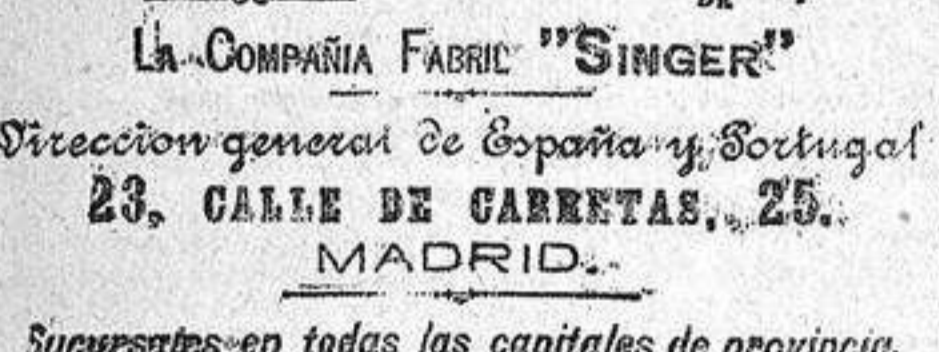 DE
LA COMPAÑIA FABRIL "SINGER"
Direccion general de España y Portugal
23, CALLE DE CARRETAS, 25.
MADRID.
Sucursales en todas las capitales de provincia.